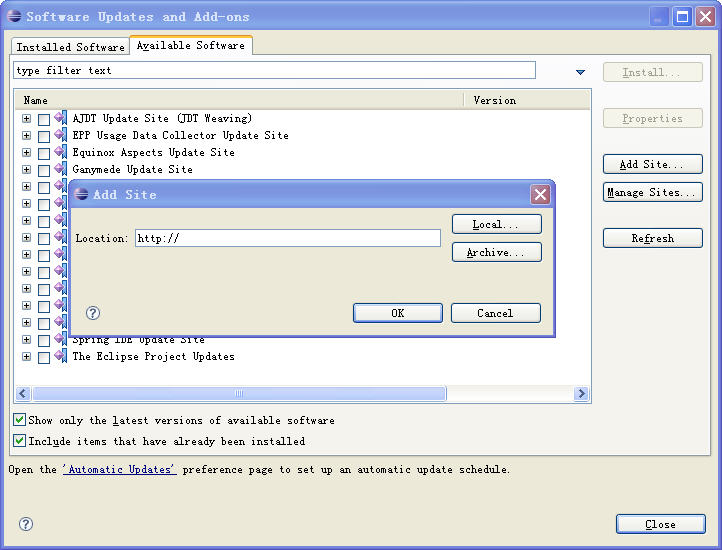 Software Updates and Add-ons
Installed Software
Available Software
type filter text
Install...
Name
Version
Properties
AJDT Update Site (JDT Weaving)
EPP Usage Data Collector Update Site
Equinox Aspects Update Site
Ganymede Update Site
Add Site...
Manage Sites...
Refresh
Add Site
Location:
http://
Local...
Archive...
OK
Cancel
Spring IDE Update Site
The Eclipse Project Updates
Show only the latest versions of available software
Include items that have already been installed
Open the 'Automatic Updates' preference page to set up an automatic update schedule.
Close